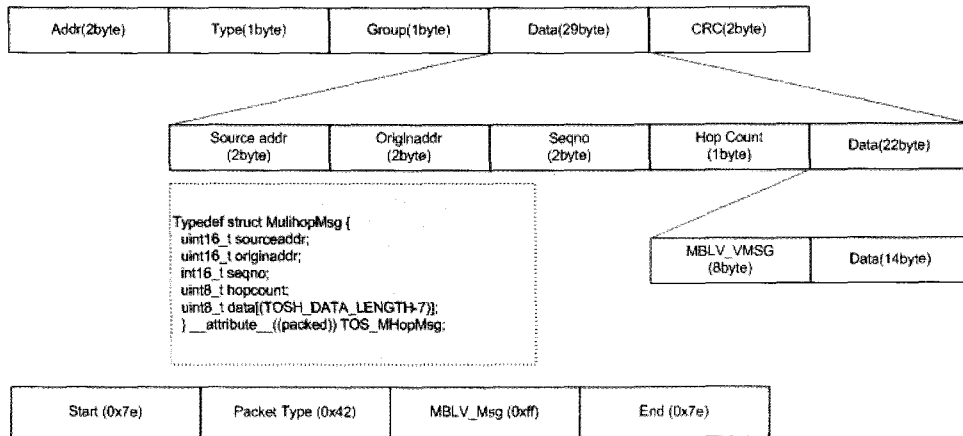 Addr(2byte) Type(1byte) Group(1byte) Data(29byte) CRC(2byte)
Source addr (2byte) Originaddr (2byte) Seqno (2byte) Hop Count (1byte) Data(22byte)
Typedef struct MulihopMsg {
uint16_t sourceaddr;
uint16_t originaddr;
int16_t seqno;
uint8_t hopcount;
uint8_t data[(TOSH_DATA_LENGTH-7)];
} __attribute__((packed)) TOS_MHopMsg;
MBLV_VMSG (8byte) Data(14byte)
Start (0x7e) Packet Type (0x42) MBLV_Msg (0xff) End (0x7e)